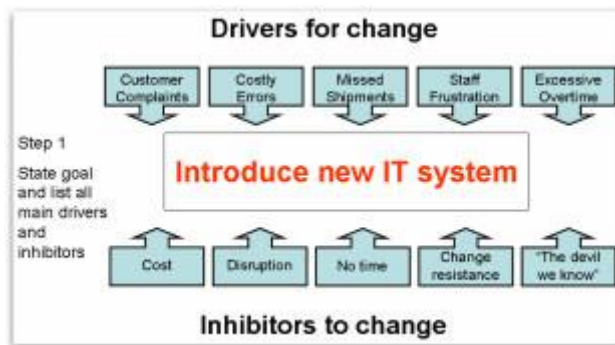 Drivers for change
Customer
Complaints
Costly
Errors
Missed
Shipments
Staff
Frustration
Excessive
Overtime
Step 1
State goal
and list all
main drivers
and
inhibitors
Introduce new IT system
Cost
Disruption
No time
Change
resistance
"The devil
we know"
Inhibitors to change